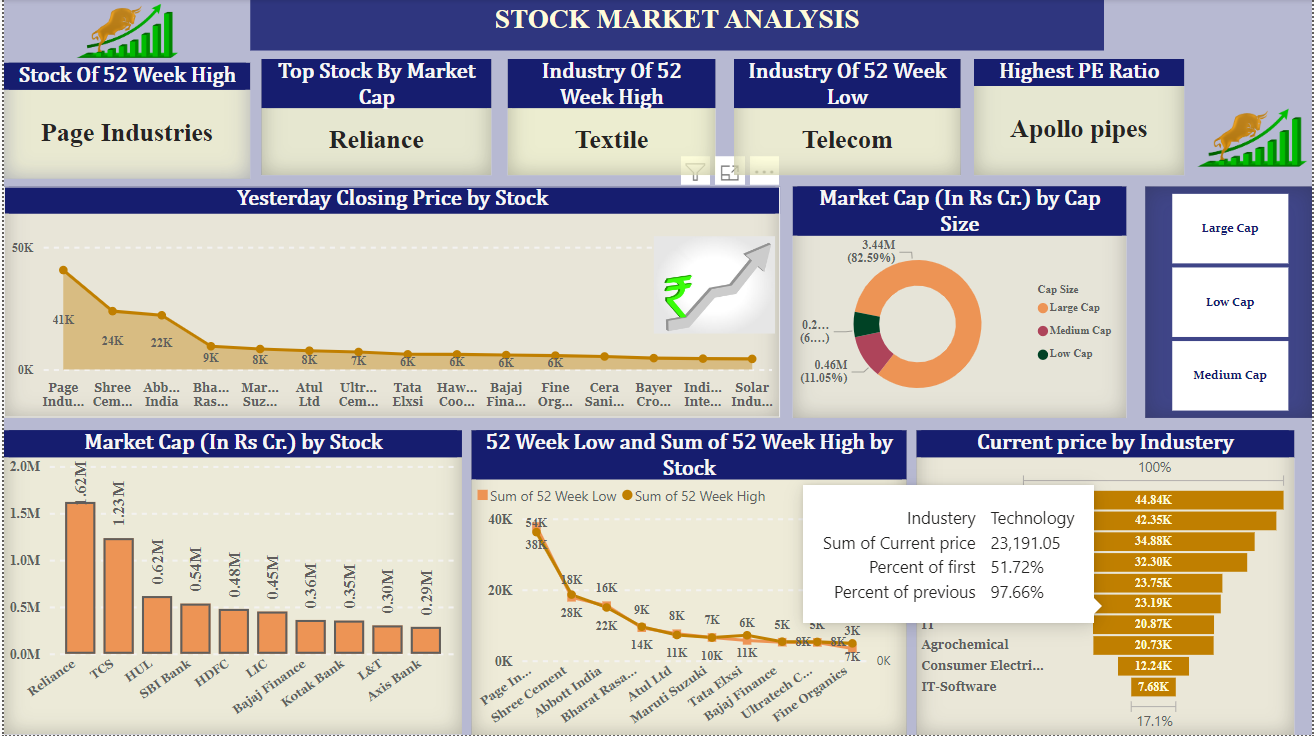 STOCK MARKET ANALYSIS
Stock Of 52 Week High
Page Industries
Top Stock By Market
Cap
Reliance
Industry Of 52
Week High
Textile
Industry Of 52 Week
Low
Telecom
Highest PE Ratio
Apollo pipes
Yesterday Closing Price by Stock
50K
0K
41K
24K
22K
9K
8K
8K
7K
6K
6K
6K
6K
Page Indu...
Shree Cem...
Abb... India
Bha... Ras...
Mar... Suz...
Atul Ltd
Ultr... Cem...
Tata Elxsi
Haw... Coo...
Bajaj Fina...
Fine Org...
Cera Sani...
Bayer Cro...
Indi... Inte...
Solar Indu...
₹
Market Cap (In Rs Cr.) by Cap
Size
3.44M
(82.59%)
0.2...
(6....)
0.46M
(11.05%)
Cap Size
Large Cap
Medium Cap
Low Cap
Large Cap
Low Cap
Medium Cap
Market Cap (In Rs Cr.) by Stock
2.0M
1.5M
1.0M
0.5M
0.0M
1.62M
1.23M
0.62M
0.54M
0.48M
0.45M
0.36M
0.35M
0.30M
0.29M
Reliance
TCS
HUL
SBI Bank
HDFC
LIC
Bajaj Finance
Kotak Bank
L&T
Axis Bank
52 Week Low and Sum of 52 Week High by
Stock
Sum of 52 Week Low
Sum of 52 Week High
40K
20K
0K
54K
38K
18K
28K
16K
22K
9K
14K
8K
11K
7K
10K
6K
11K
5K
8K
5K
8K
3K
7K
0K
Page In...
Shree Cement
Abbott India
Bharat Rasa...
Atul Ltd
Maruti Suzuki
Tata Elxsi
Bajaj Finance
Ultratech C...
Fine Organics
Current price by Industery
100%
44.84K
42.35K
34.88K
32.30K
23.75K
23.19K
IT
20.87K
Agrochemical
20.73K
Consumer Electri...
12.24K
IT-Software
7.68K
17.1%
Industery Technology
Sum of Current price 23,191.05
Percent of first 51.72%
Percent of previous 97.66%